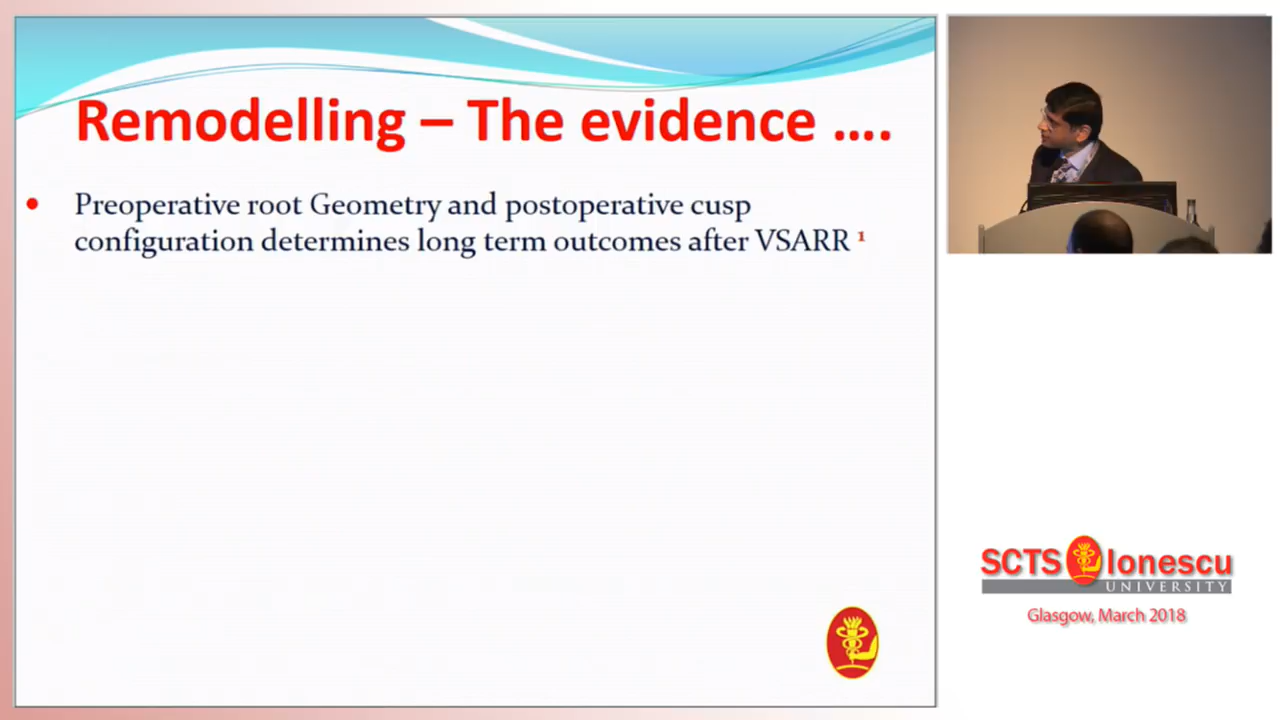 Remodelling – The evidence ....
• Preoperative root Geometry and postoperative cusp
configuration determines long term outcomes after VSARR ¹
SCTS Ionescu
UNIVERSITY
Glasgow, March 2018